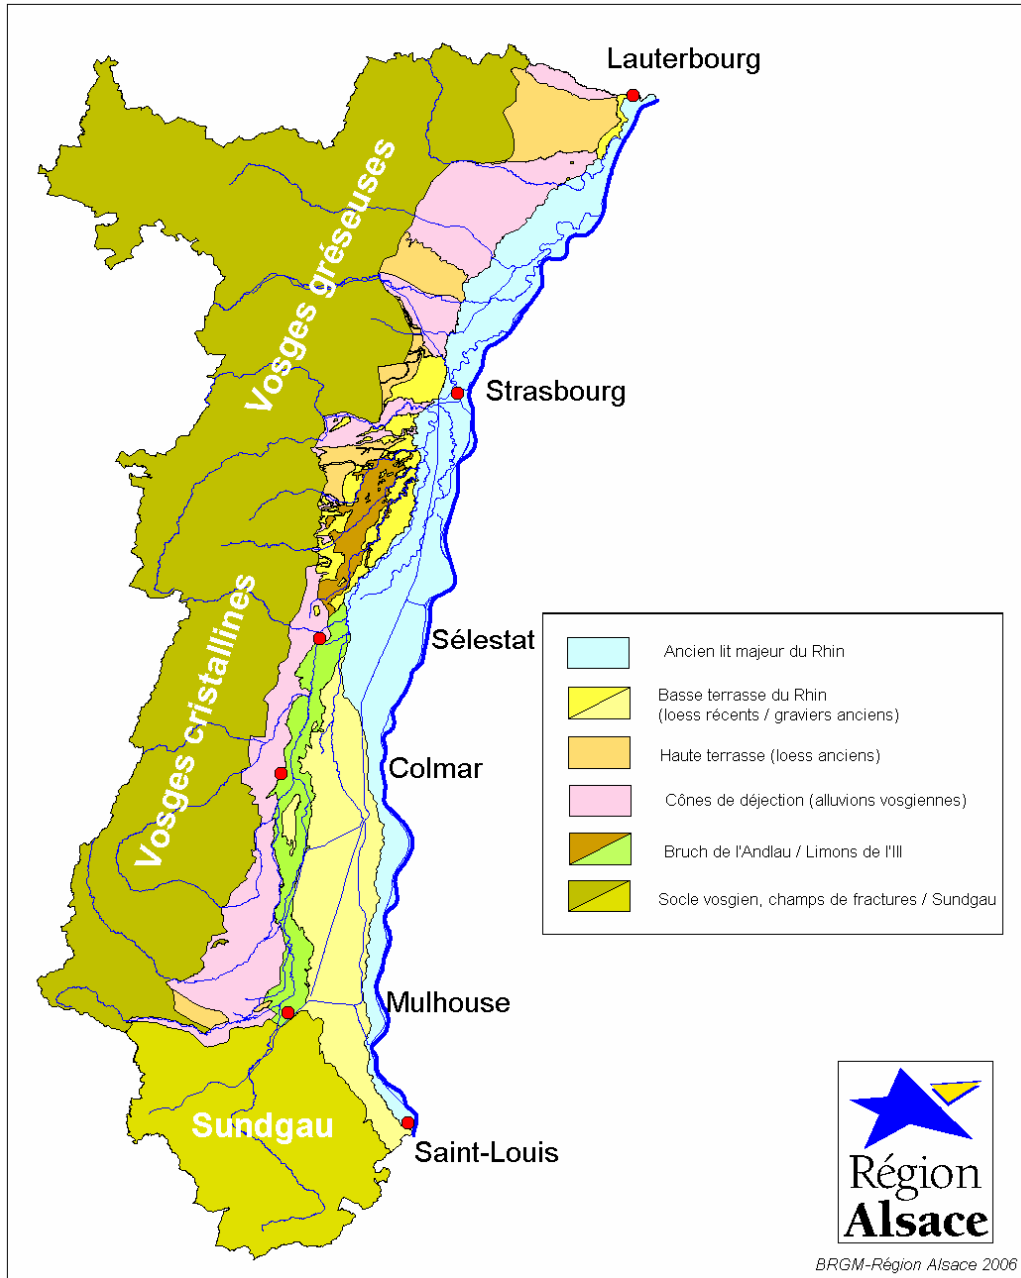 Lauterbourg
Vosges gréseuses
Strasbourg
Vosges cristallines
Sélestat
Colmar
Mulhouse
Sundgau
Saint-Louis
Ancien lit majeur du Rhin
Basse terrasse du Rhin
(loess récents / graviers anciens)
Haute terrasse (loess anciens)
Cônes de déjection (alluvions vosgiennes)
Bruch de l'Andlau / Limons de l'Ill
Socle vosgien, champs de fractures / Sundgau
Région
Alsace
BRGM-Région Alsace 2006